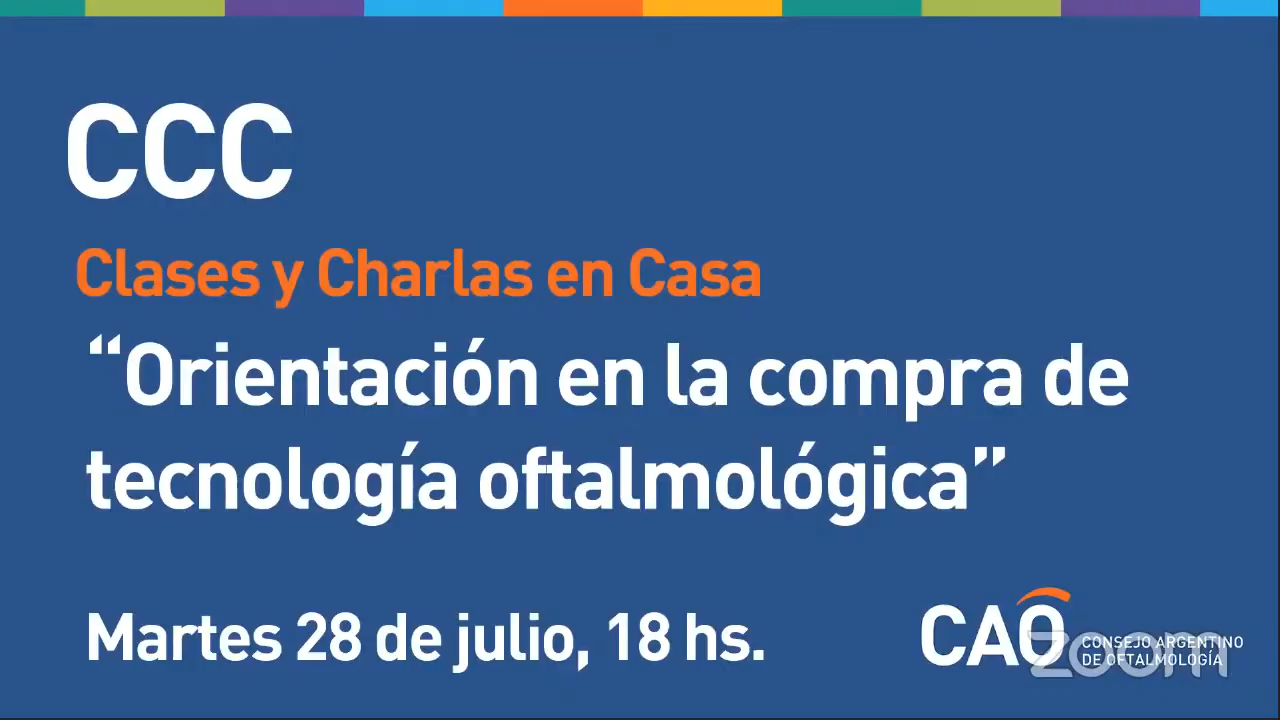 CCC
Clases y Charlas en Casa
“Orientación en la compra de
tecnología oftalmológica”
Martes 28 de julio, 18 hs.
CAO
CONSEJO ARGENTINO
DE OFTALMOLOGÍA
zoom